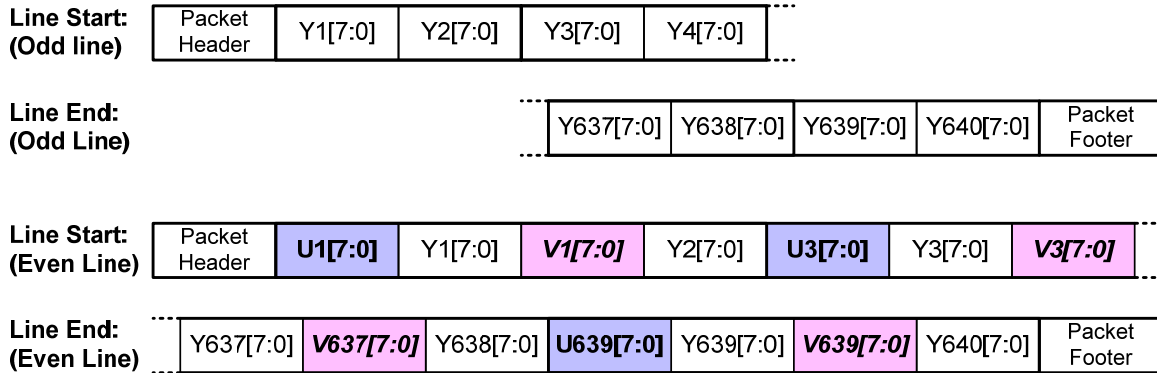 Line Start: Packet Header Y1[7:0] Y2[7:0] Y3[7:0] Y4[7:0]
(Odd line)
Line End: Y637[7:0] Y638[7:0] Y639[7:0] Y640[7:0] Packet Footer
(Odd Line)
Line Start: Packet Header U1[7:0] Y1[7:0] V1[7:0] Y2[7:0] U3[7:0] Y3[7:0] V3[7:0]
(Even Line)
Line End: Y637[7:0] V637[7:0] Y638[7:0] U639[7:0] Y639[7:0] V639[7:0] Y640[7:0] Packet Footer
(Even Line)